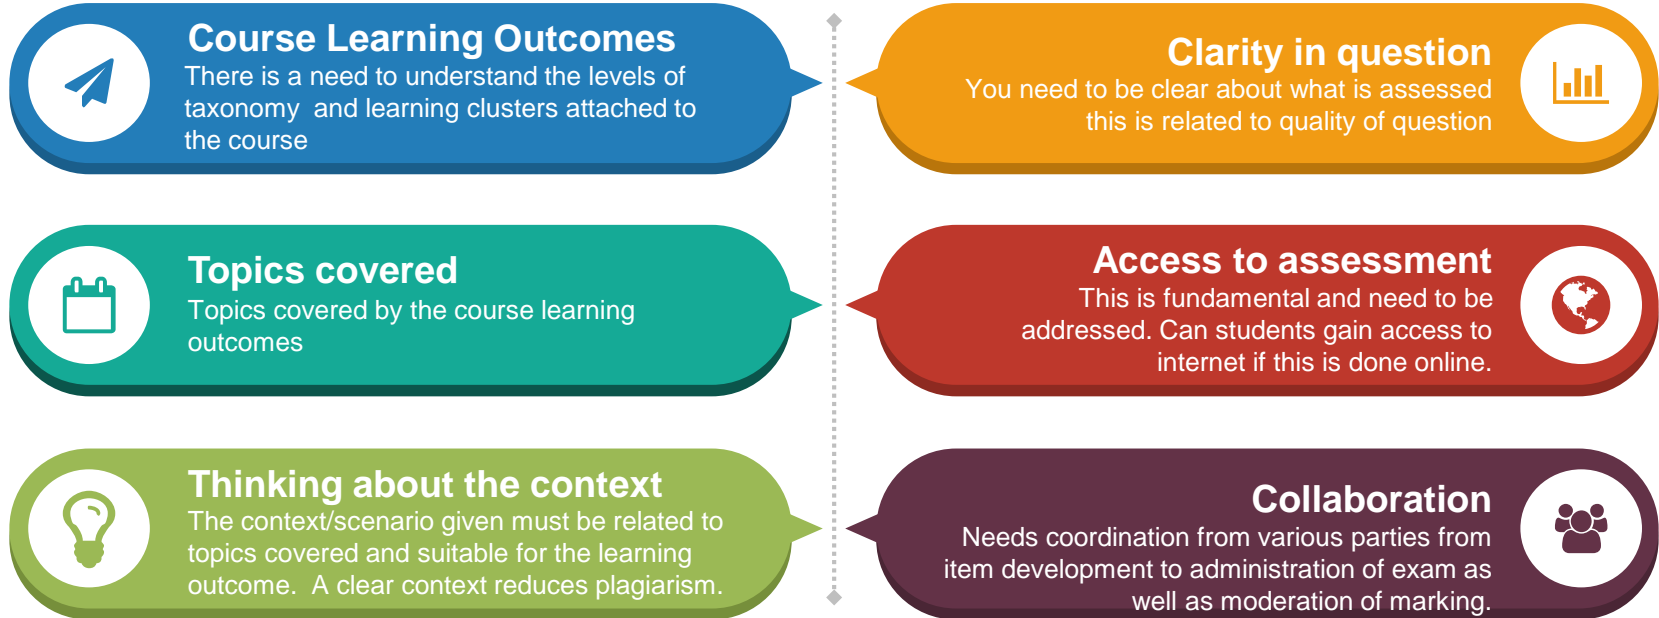 Course Learning Outcomes
There is a need to understand the levels of
taxonomy  and learning clusters attached to
the course
Topics covered
Topics covered by the course learning
outcomes
Thinking about the context
The context/scenario given must be related to
topics covered and suitable for the learning
outcome.  A clear context reduces plagiarism.
Clarity in question
You need to be clear about what is assessed
this is related to quality of question
Access to assessment
This is fundamental and need to be
addressed. Can students gain access to
internet if this is done online.
Collaboration
Needs coordination from various parties from
item development to administration of exam as
well as moderation of marking.